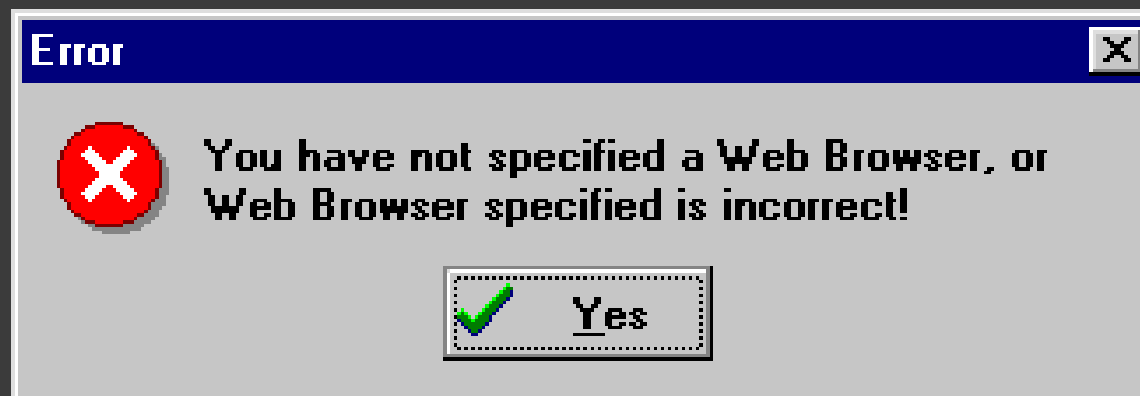 Error
You have not specified a Web Browser, or
Web Browser specified is incorrect!
Yes